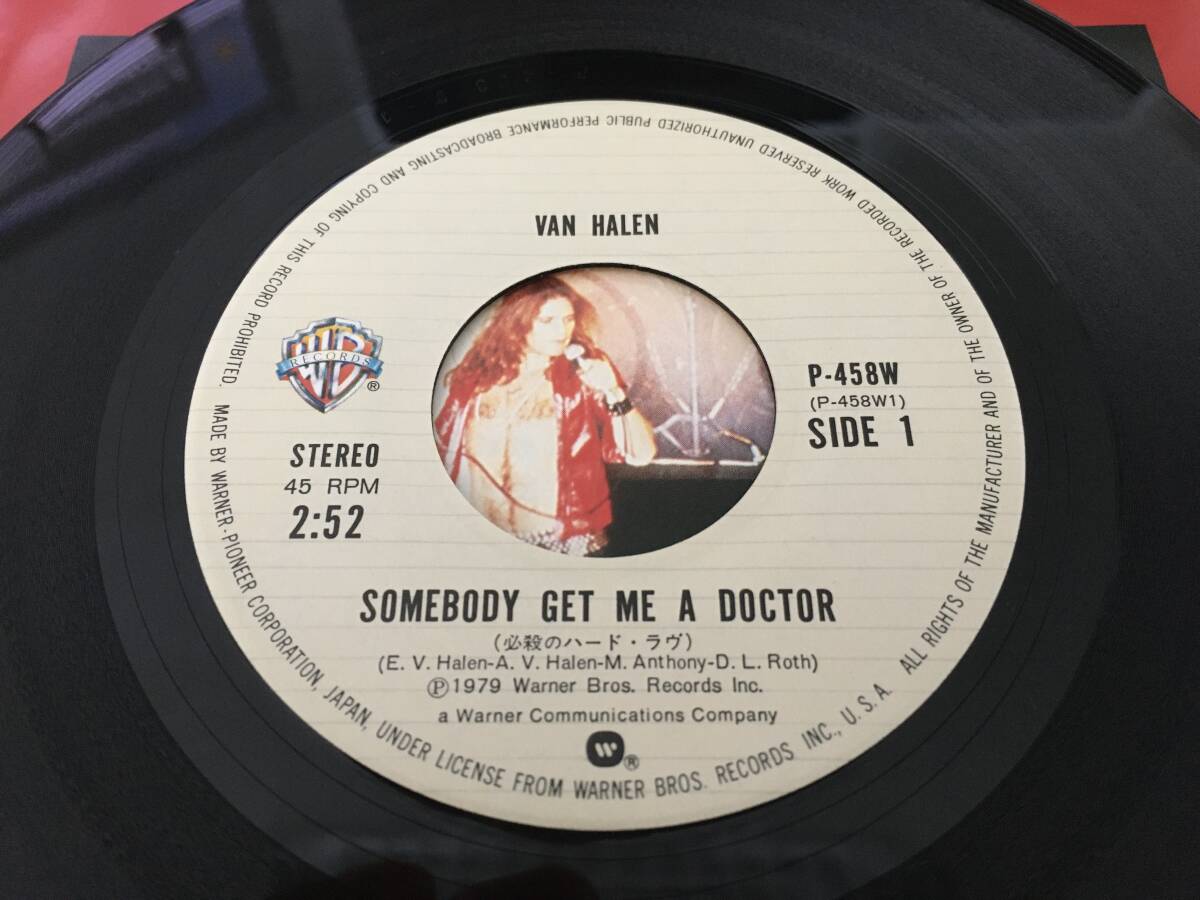 VAN HALEN
WB
RECORDS
®
STEREO
45 RPM
2:52
P-458W
(P-458W1)
SIDE 1
SOMEBODY GET ME A DOCTOR
(必殺のハード・ラヴ)
(E. V. Halen-A. V. Halen-M. Anthony-D. L. Roth)
Ⓟ1979 Warner Bros. Records Inc.
a Warner Communications Company
W®
MADE BY WARNER-PIONEER CORPORATION, JAPAN, UNDER LICENSE FROM WARNER BROS. RECORDS INC., U. S. A. ALL RIGHTS OF THE MANUFACTURER AND OF THE OWNER OF THE RECORDED WORK RESERVED UNAUTHORIZED PUBLIC PERFORMANCE BROADCASTING AND COPYING OF THIS RECORD PROHIBITED.